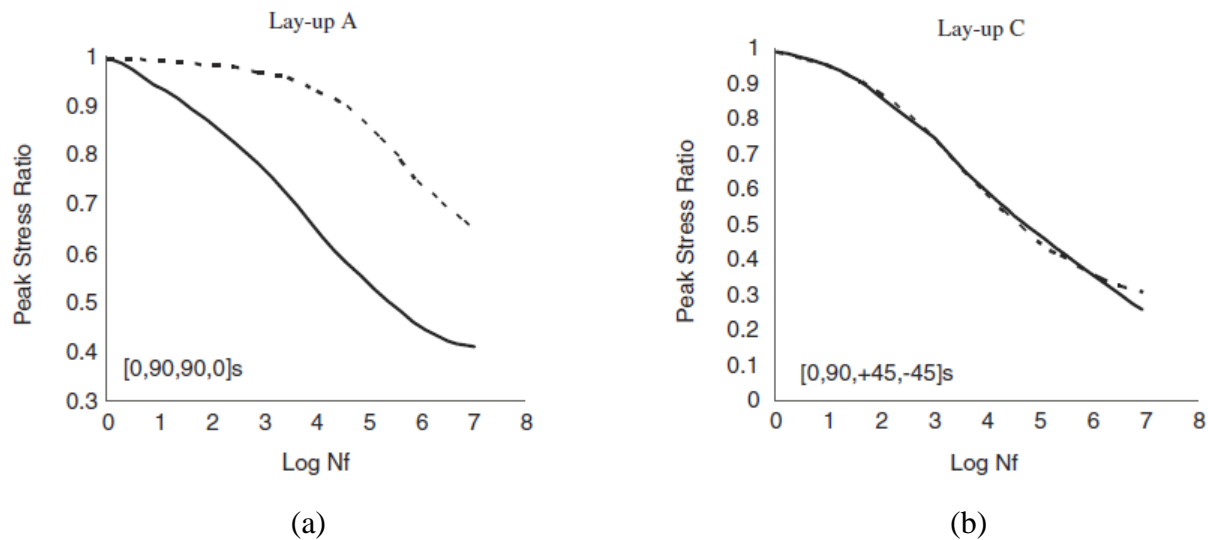 Lay-up A
1
0.9
0.8
0.7
0.6
0.5
0.4
0.3
Peak Stress Ratio
[0,90,90,0]s
0 1 2 3 4 5 6 7 8
Log Nf
(a)
Lay-up C
1
0.9
0.8
0.7
0.6
0.5
0.4
0.3
0.2
0.1
0
Peak Stress Ratio
[0,90,+45,-45]s
0 1 2 3 4 5 6 7 8
Log Nf
(b)